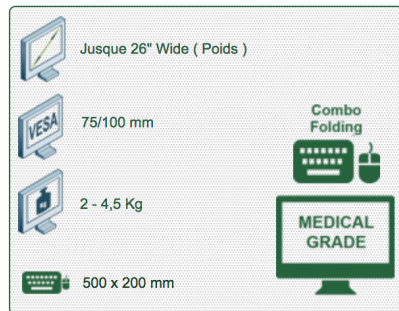 Jusque 26" Wide ( Poids )
VESA
75/100 mm
2 - 4,5 Kg
500 x 200 mm
Combo
Folding
MEDICAL
GRADE